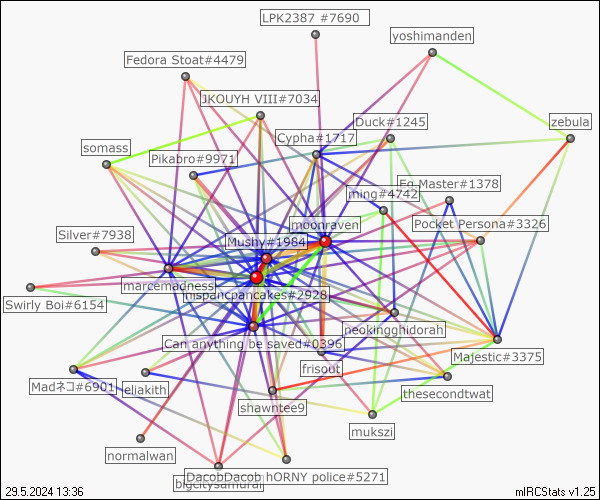 LPK2387 #7690
yoshimanden
Fedora Stoat#4479
JKOUYH VIII#7034
Duck#1245
zebula
Cypha#1717
somass
Pikabro#9971
Eg Master#1378
ming#4742
Pocket Persona#3326
moonraven
Silver#7938
Mushy#1984
marcemadness
mspancpancakes#2928
Swirly Boi#6154
neokingghidorah
Can anything be saved#0396
Majestic#3375
frisout
Madネコ#6901
eliakith
thesecondtwat
shawntee9
mukszi
normalwan
DacobDacob hORNY police#5271
bigcitysamurai
29.5.2024 13:36
mIRCStats v1.25